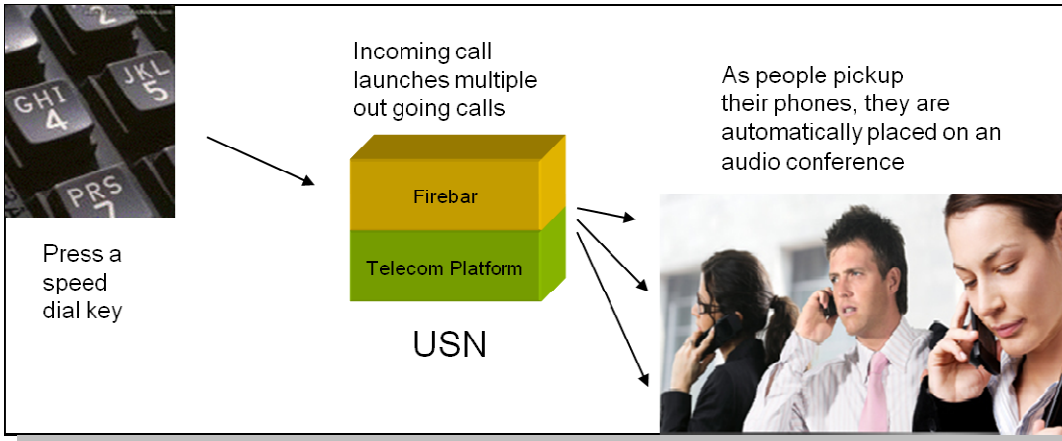 GHI
4
JKL
5
PRS
7
Press a
speed
dial key
Incoming call
launches multiple
out going calls
Firebar
Telecom Platform
USN
As people pickup
their phones, they are
automatically placed on an
audio conference